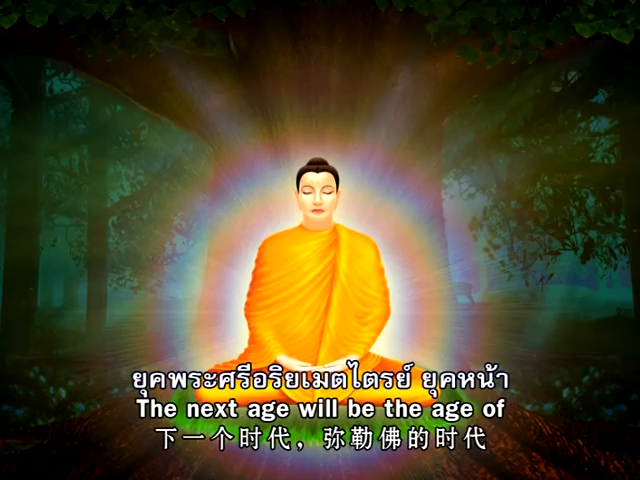 ยุคพระศรีอริยเมตไตรย์ ยุคหน้า
The next age will be the age of
下一个时代，弥勒佛的时代